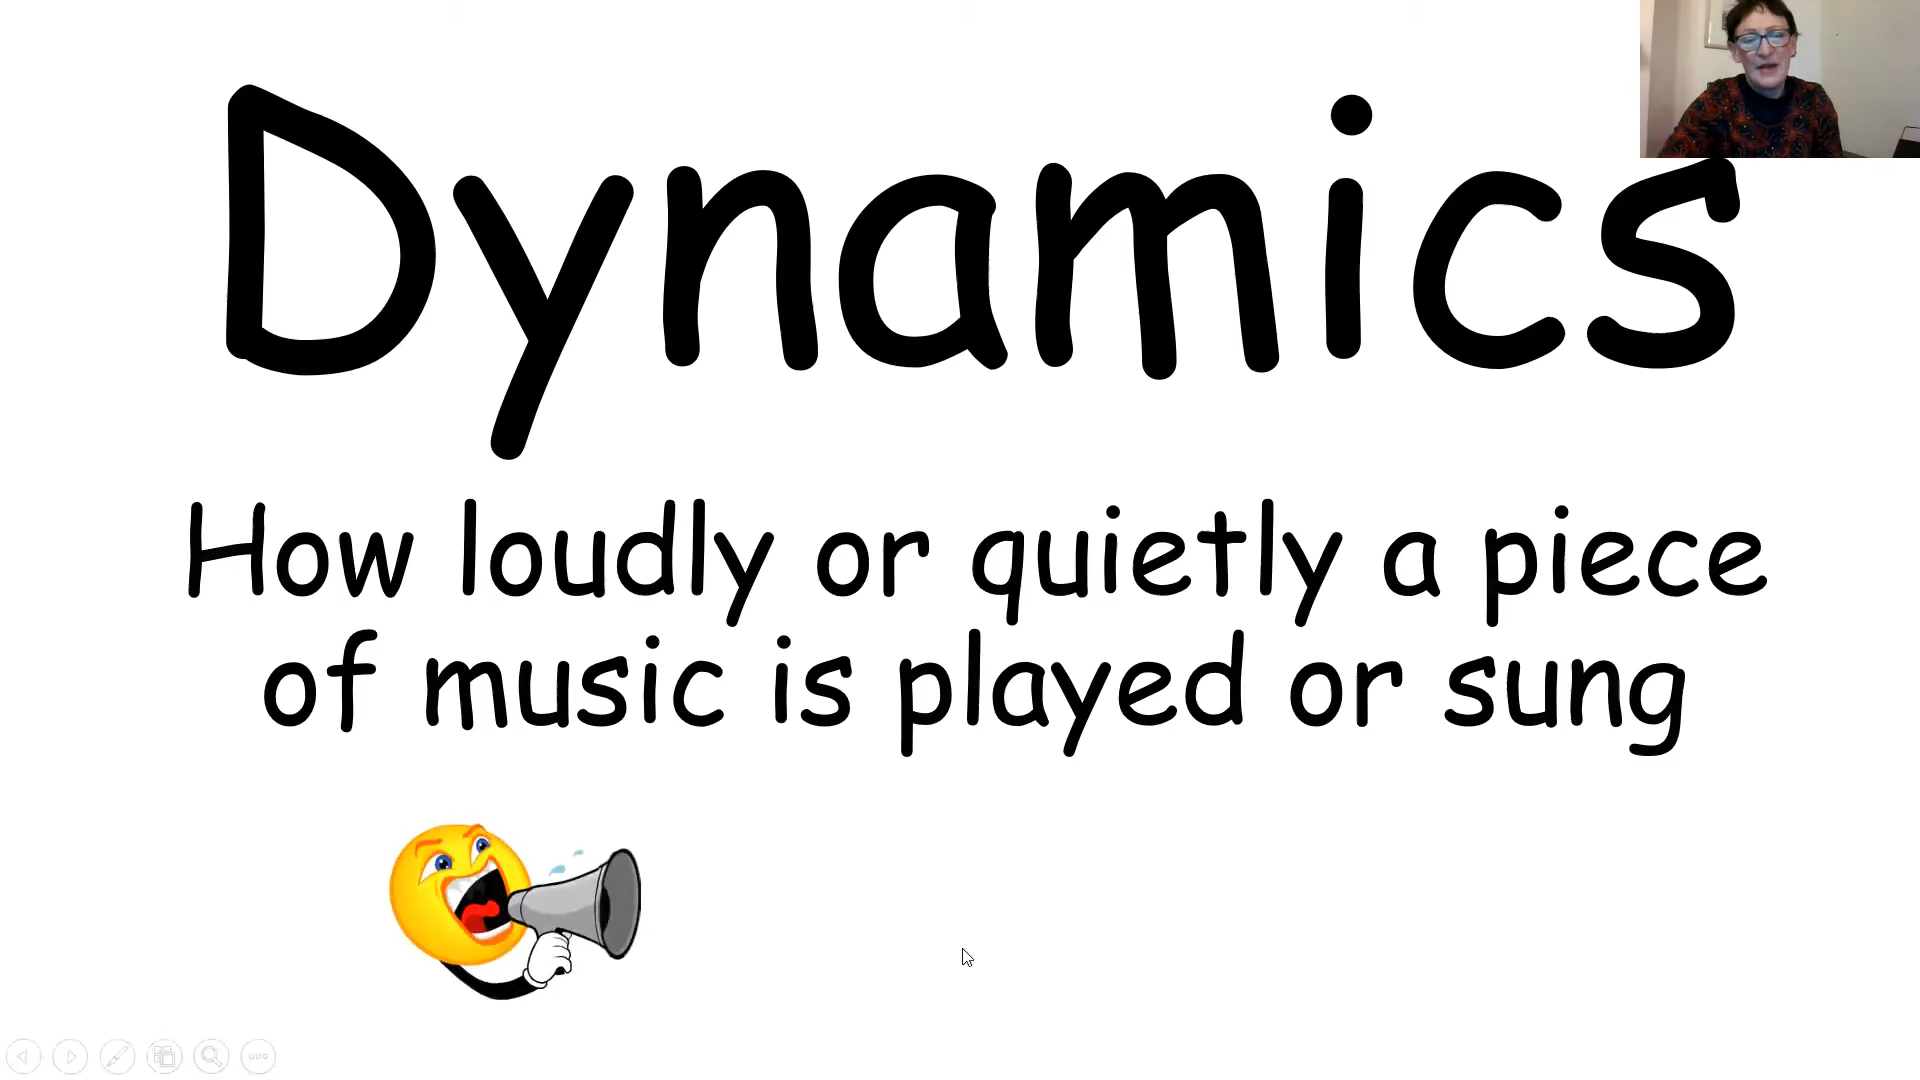 Dynamics
How loudly or quietly a piece
of music is played or sung